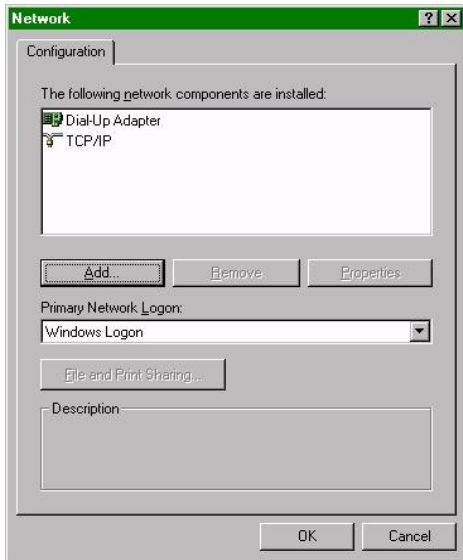 Network
Configuration
The following network components are installed:
Dial-Up Adapter
TCP/IP
Add... Remove Properties
Primary Network Logon:
Windows Logon
File and Print Sharing...
Description
OK Cancel